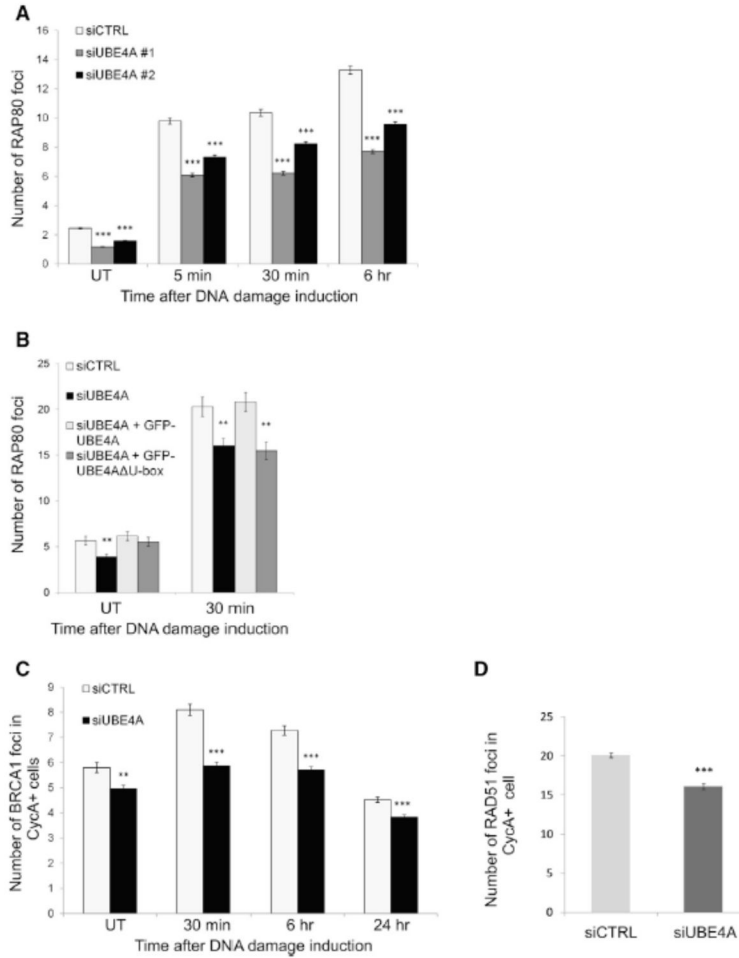 A
siCTRL
siUBE4A #1
siUBE4A #2
Number of RAP80 foci
16
14
12
10
8
6
4
2
0
*** ***
*** ***
*** ***
*** ***
UT 5 min 30 min 6 hr
Time after DNA damage induction
B
siCTRL
siUBE4A
siUBE4A + GFP-
UBE4A
siUBE4A + GFP-
UBE4AΔU-box
Number of RAP80 foci
25
20
15
10
5
0
**
** **
UT 30 min
Time after DNA damage induction
C
siCTRL
siUBE4A
Number of BRCA1 foci in
CycA+ cells
9
8
7
6
5
4
3
2
1
0
**
***
***
***
UT 30 min 6 hr 24 hr
Time after DNA damage induction
D
Number of RAD51 foci in
CycA+ cell
25
20
15
10
5
0
***
siCTRL siUBE4A